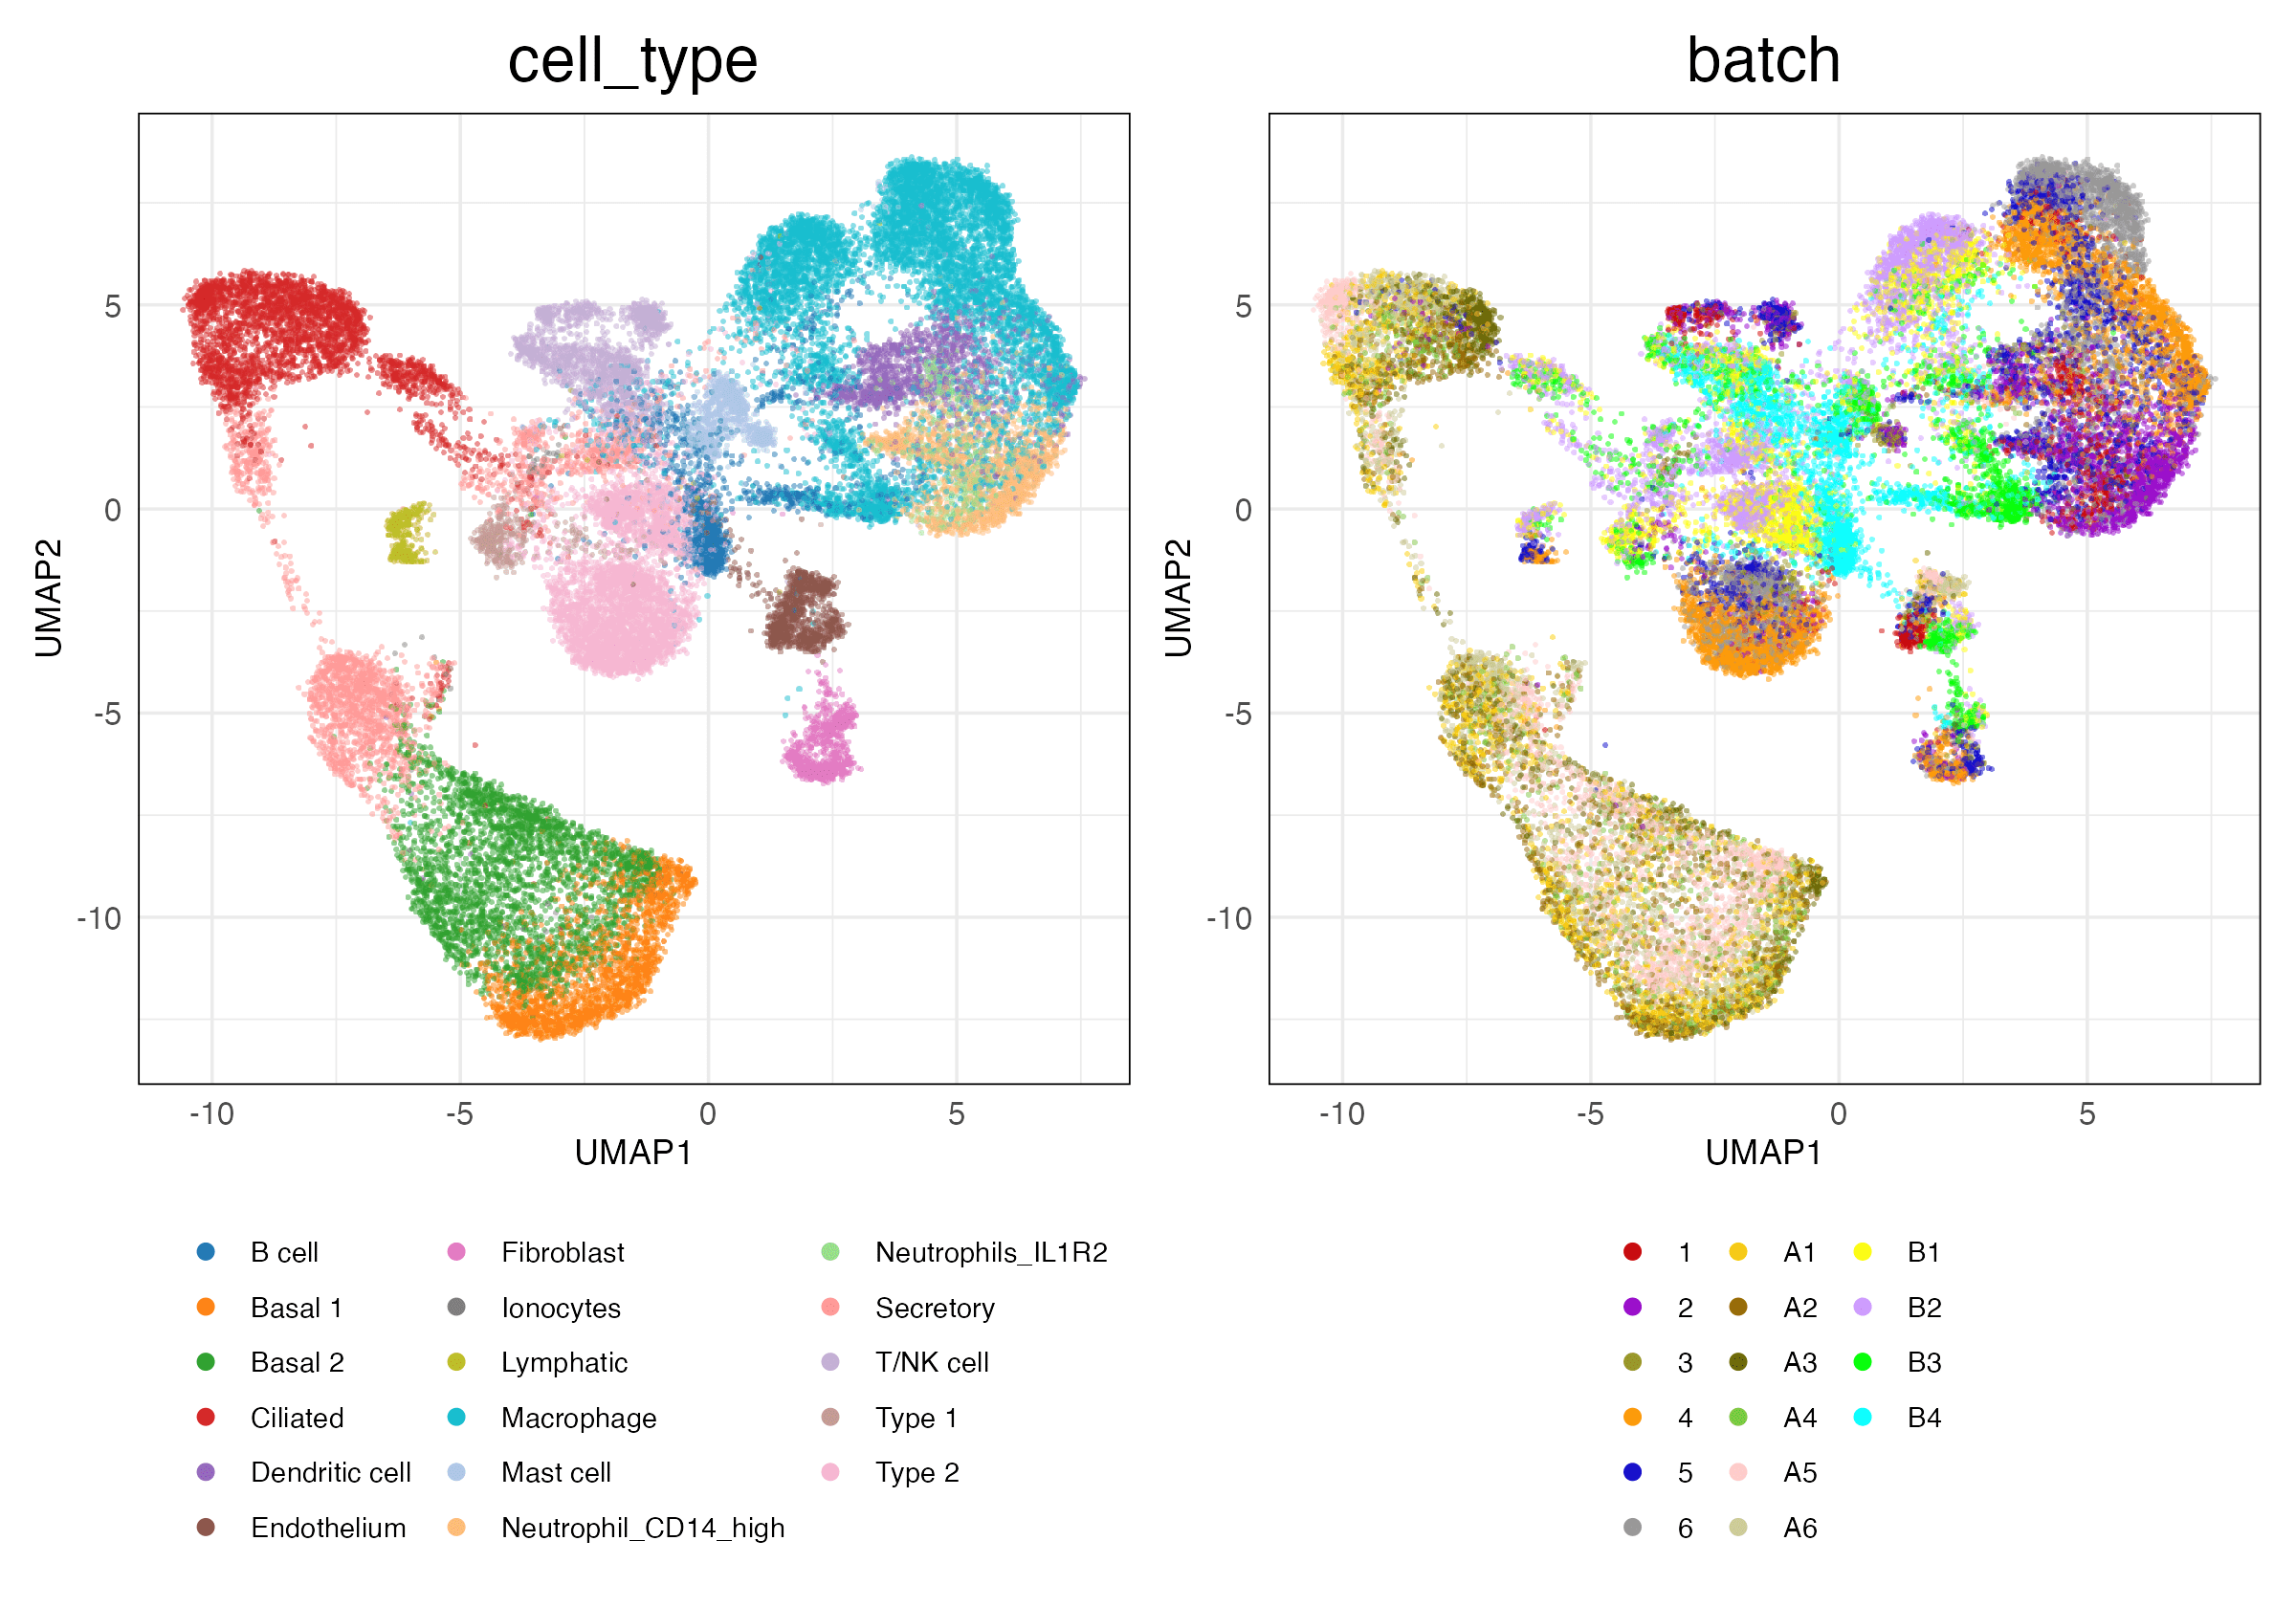 cell_type
batch
5
0
-5
-10
UMAP2
-10
-5
0
5
UMAP1
5
0
-5
-10
UMAP2
-10
-5
0
5
UMAP1
B cell
Basal 1
Basal 2
Ciliated
Dendritic cell
Endothelium
Fibroblast
Ionocytes
Lymphatic
Macrophage
Mast cell
Neutrophil_CD14_high
Neutrophils_IL1R2
Secretory
T/NK cell
Type 1
Type 2
1
2
3
4
5
6
A1
A2
A3
A4
A5
A6
B1
B2
B3
B4